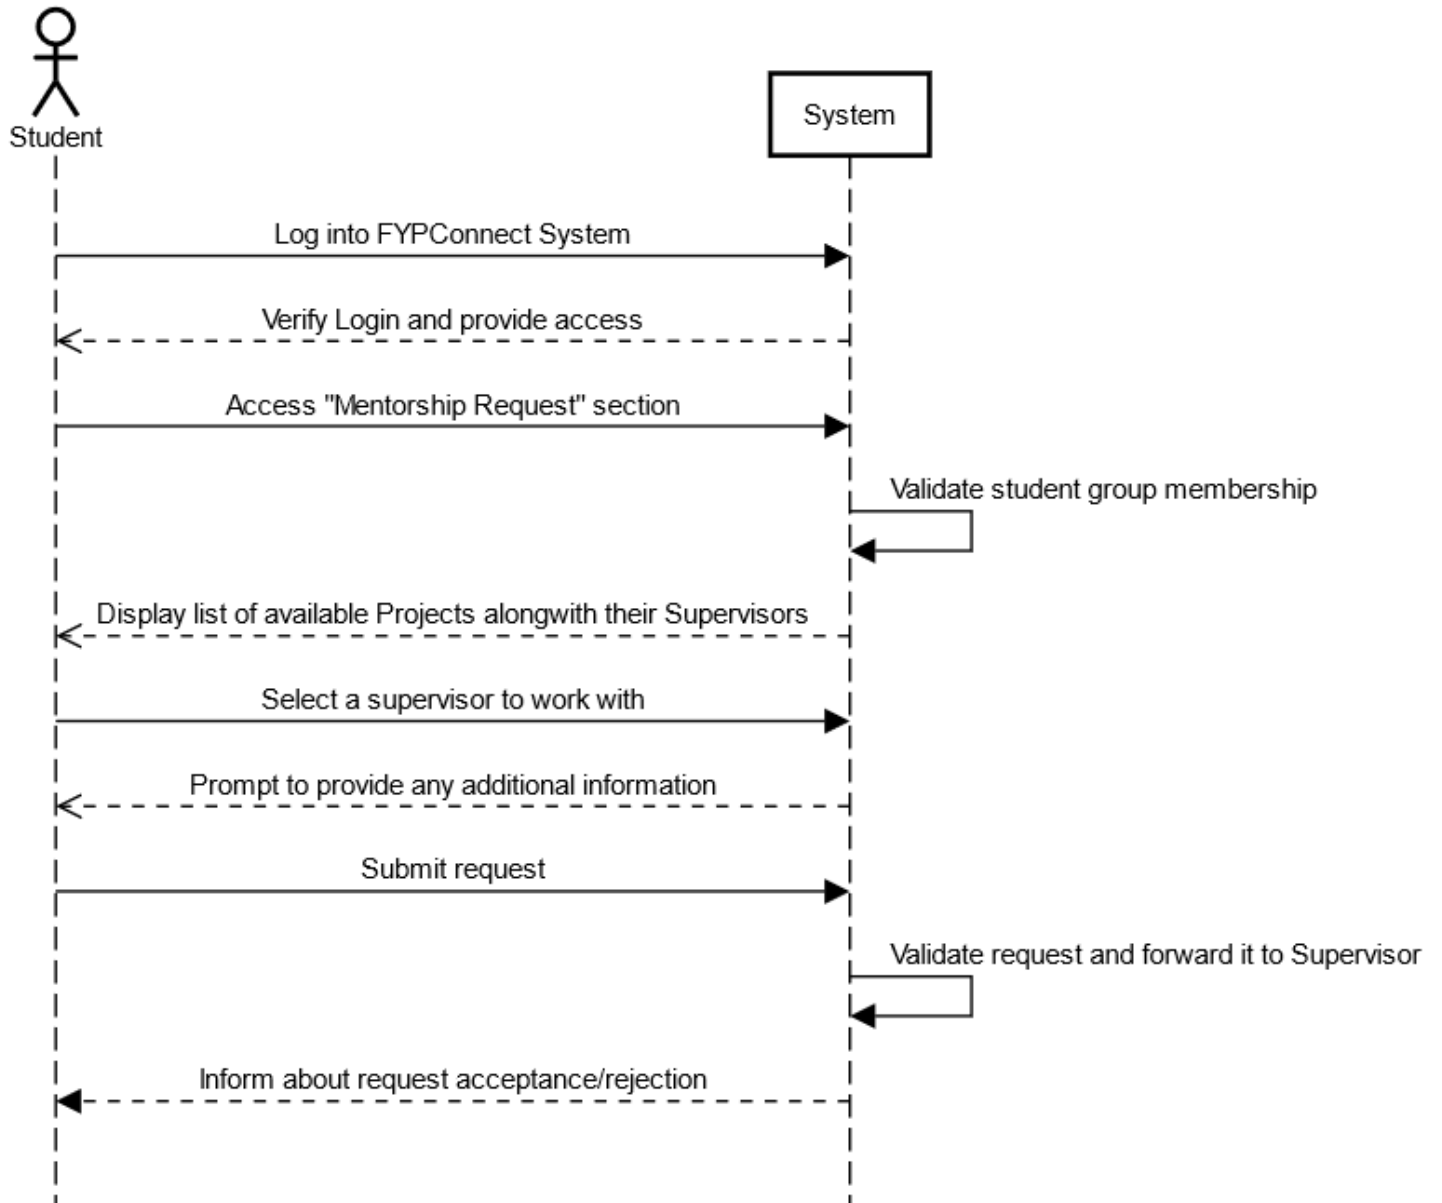 Student
System
Log into FYPConnect System
Verify Login and provide access
Access "Mentorship Request" section
Validate student group membership
Display list of available Projects alongwith their Supervisors
Select a supervisor to work with
Prompt to provide any additional information
Submit request
Validate request and forward it to Supervisor
Inform about request acceptance/rejection